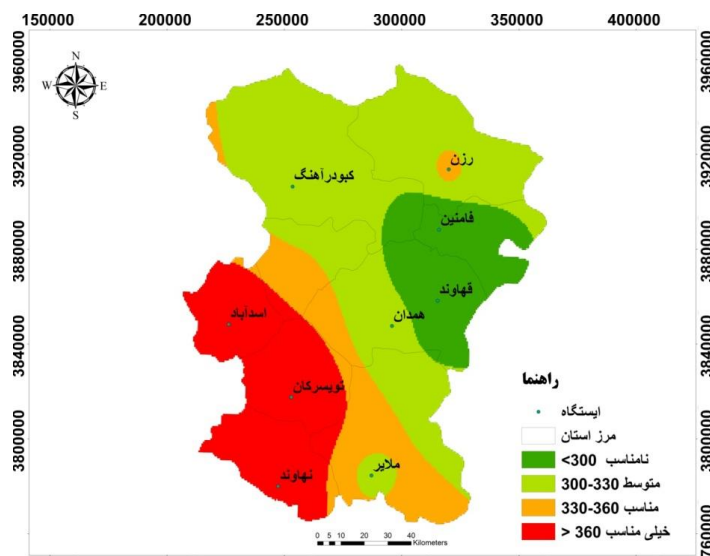 150000 200000 250000 300000 350000 400000
3960000 3960000
N
W E
S
3920000 3920000
رزن
کبودرآهنگ
فامنین
3880000 3880000
قهاوند
همدان
اسدآباد
3840000 3840000
راهنما
تویسرکان
ایستگاه
3800000 3800000
مرز استان
نامناسب 300>
ملایر
متوسط 300-330
نهاوند
مناسب 330-360
خیلی مناسب 360 <
0 5 10 20 30 40
Kilometers